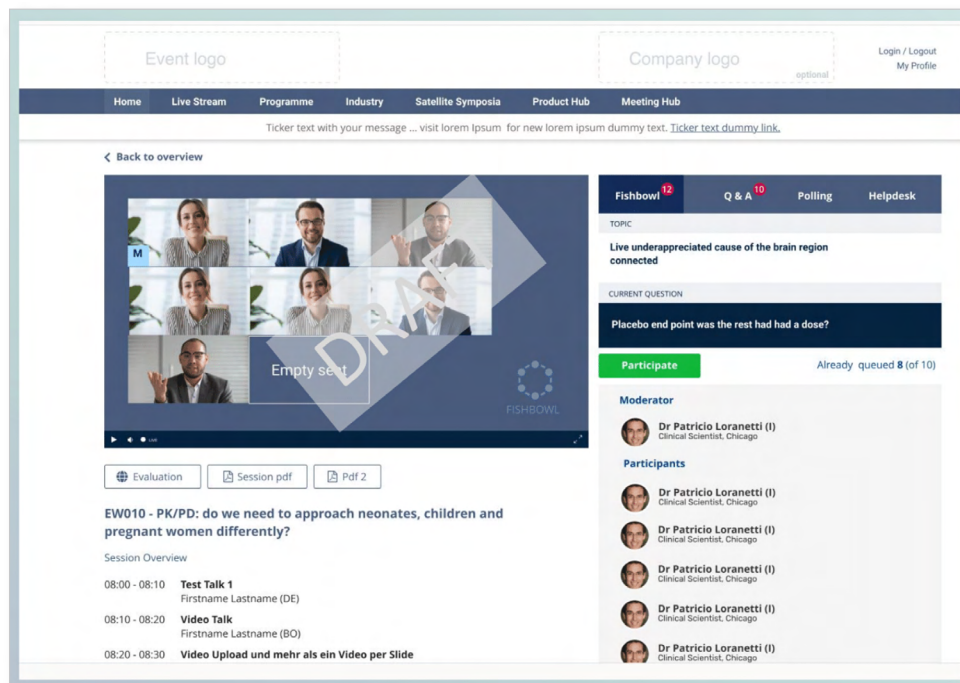 Event logo
Company logo
optional
Login / Logout
My Profile
Home Live Stream Programme Industry Satellite Symposia Product Hub Meeting Hub
Ticker text with your message ... visit lorem Ipsum for new lorem ipsum dummy text. Ticker text dummy link.
Back to overview
M
Empty seat
DRAFT
FISHBOWL
LIVE
Evaluation Session pdf Pdf 2
EW010 - PK/PD: do we need to approach neonates, children and
pregnant women differently?
Session Overview
08:00 - 08:10 Test Talk 1
Firstname Lastname (DE)
08:10 - 08:20 Video Talk
Firstname Lastname (BO)
08:20 - 08:30 Video Upload und mehr als ein Video per Slide
Fishbowl 12 Q & A 10 Polling Helpdesk
TOPIC
Live underappreciated cause of the brain region
connected
CURRENT QUESTION
Placebo end point was the rest had had a dose?
Participate Already queued 8 (of 10)
Moderator
Dr Patricio Loranetti (I)
Clinical Scientist, Chicago
Participants
Dr Patricio Loranetti (I)
Clinical Scientist, Chicago
Dr Patricio Loranetti (I)
Clinical Scientist, Chicago
Dr Patricio Loranetti (I)
Clinical Scientist, Chicago
Dr Patricio Loranetti (I)
Clinical Scientist, Chicago
Dr Patricio Loranetti (I)
Clinical Scientist, Chicago